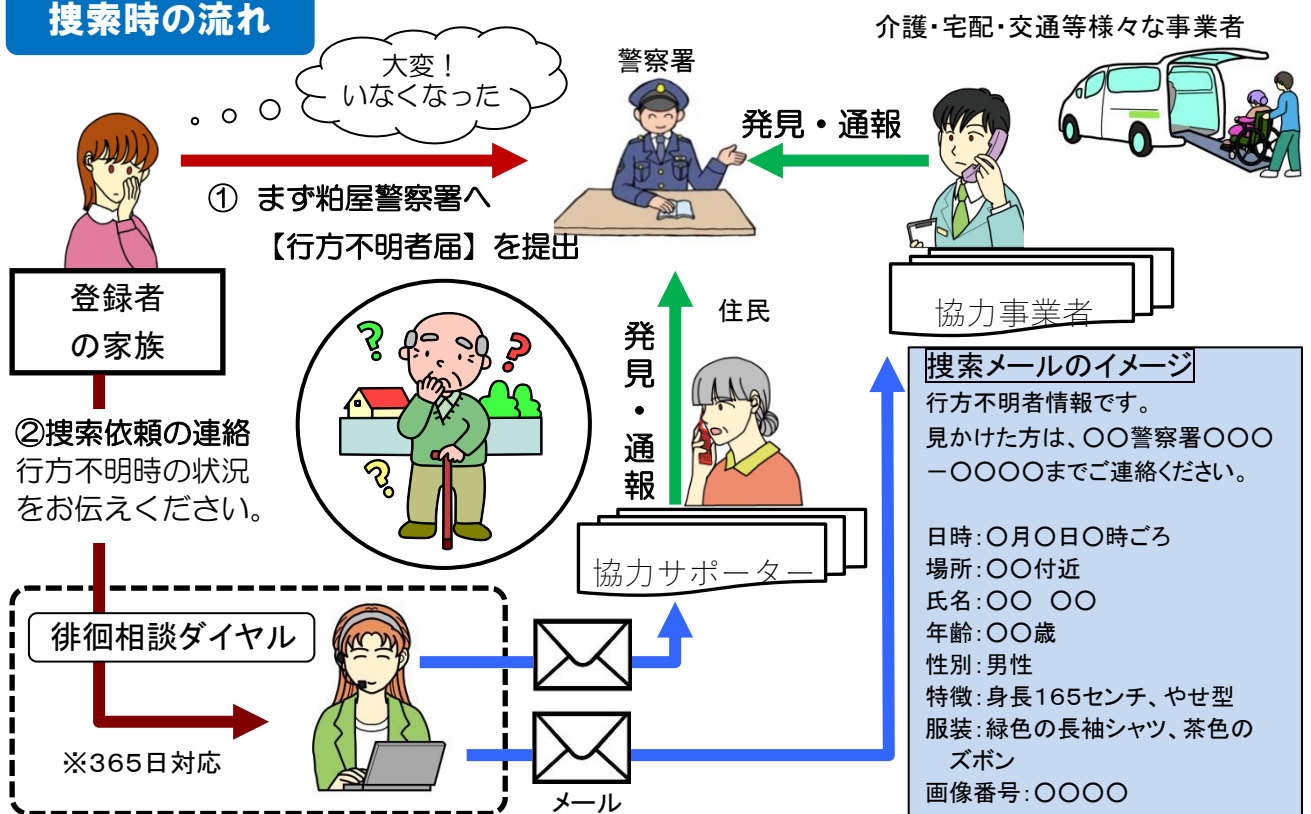 捜索時の流れ
大変!
いなくなった
警察署
介護・宅配・交通等様々な事業者
発見・通報
① まず粕屋警察署へ
【行方不明者届】を提出
登録者
の家族
②捜索依頼の連絡
行方不明時の状況
をお伝えください。
徘徊相談ダイヤル
※365日対応
発見・通報
住民
協力サポーター
メール
協力事業者
捜索メールのイメージ
行方不明者情報です。
見かけた方は、〇〇警察署〇〇〇
-〇〇〇〇までご連絡ください。
日時:〇月〇日〇時ごろ
場所:〇〇付近
氏名:〇〇 〇〇
年齢:〇〇歳
性別:男性
特徴:身長165センチ、やせ型
服装:緑色の長袖シャツ、茶色の
ズボン
画像番号:〇〇〇〇